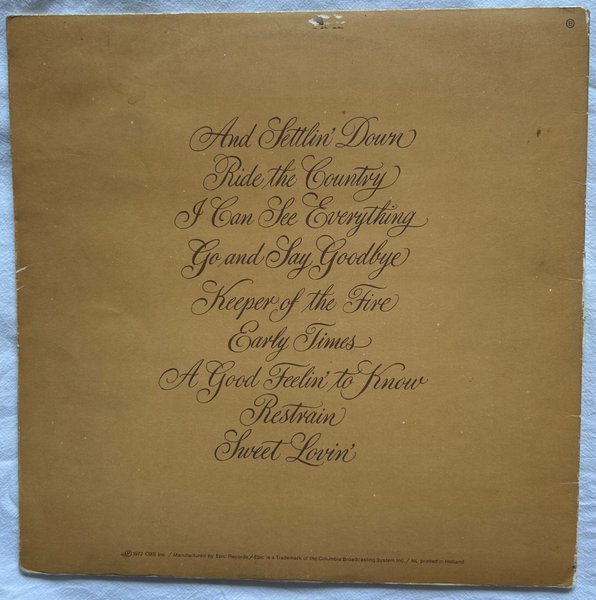 B
And Settlin' Down
Ride the Country
I Can See Everything
Go and Say Goodbye
Keeper of the Fire
Early Times
A Good Feelin' to Know
Restrain
Sweet Lovin'
℗ 1972 CBS Inc. / Manufactured by Epic Records / Epic is a Trademark of the Columbia Broadcasting System Inc. / NL printed in Holland